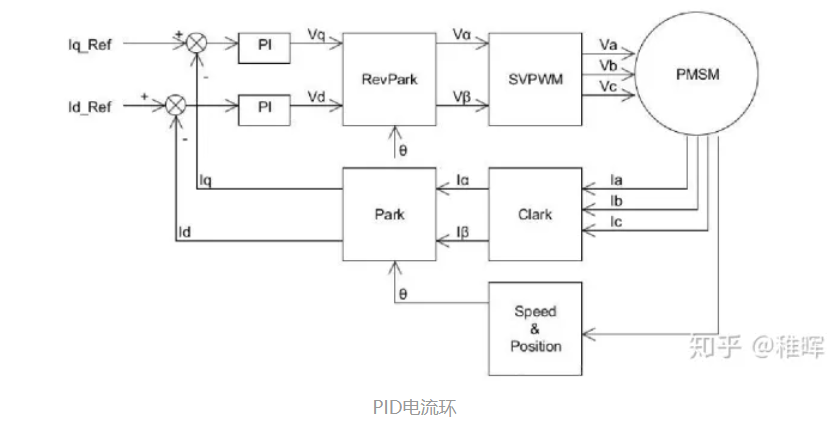 Iq_Ref
+
-
PI
Vq
RevPark
Vα
SVPWM
Va
Vb
Vc
PMSM
Id_Ref
+
-
PI
Vd
Vβ
θ
Iq
Park
Iα
Clark
Ia
Ib
Ic
Id
Iβ
θ
Speed
&
Position
知乎 @稚晖
PID电流环